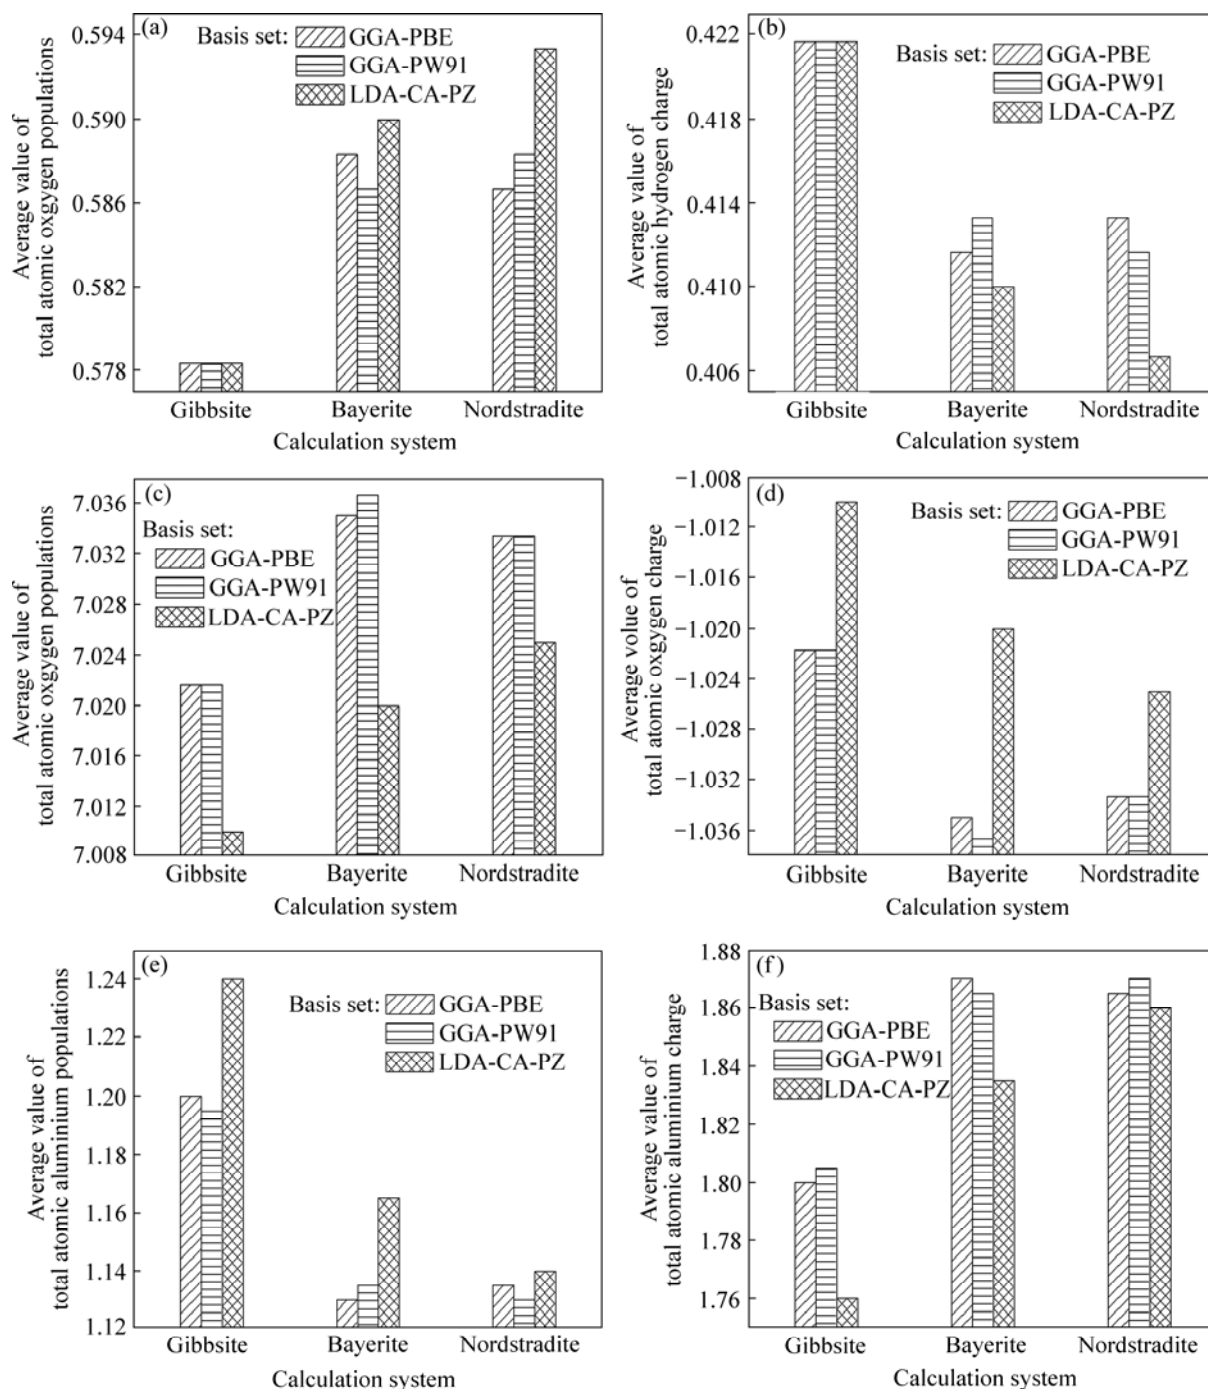 (a)
Basis set: GGA-PBE
GGA-PW91
LDA-CA-PZ
Average value of
total atomic oxgygen populations
0.594
0.590
0.586
0.582
0.578
Gibbsite Bayerite Nordstradite
Calculation system
(b)
Basis set: GGA-PBE
GGA-PW91
LDA-CA-PZ
Average value of
total atomic hydrogen charge
0.422
0.418
0.414
0.410
0.406
Gibbsite Bayerite Nordstradite
Calculation system
(c)
Basis set:
GGA-PBE
GGA-PW91
LDA-CA-PZ
Average value of
total atomic oxgygen populations
7.036
7.032
7.028
7.024
7.020
7.016
7.012
7.008
Gibbsite Bayerite Nordstradite
Calculation system
(d)
Basis set: GGA-PBE
GGA-PW91
LDA-CA-PZ
Average volue of
total atomic oxgygen charge
−1.008
−1.012
−1.016
−1.020
−1.024
−1.028
−1.032
−1.036
Gibbsite Bayerite Nordstradite
Calculation system
(e)
Basis set: GGA-PBE
GGA-PW91
LDA-CA-PZ
Average value of
total atomic aluminium populations
1.24
1.22
1.20
1.18
1.16
1.14
1.12
Gibbsite Bayerite Nordstradite
Calculation system
(f)
Basis set:
GGA-PBE
GGA-PW91
LDA-CA-PZ
Average value of
total atomic aluminium charge
1.88
1.86
1.84
1.82
1.80
1.78
1.76
Gibbsite Bayerite Nordstradite
Calculation system